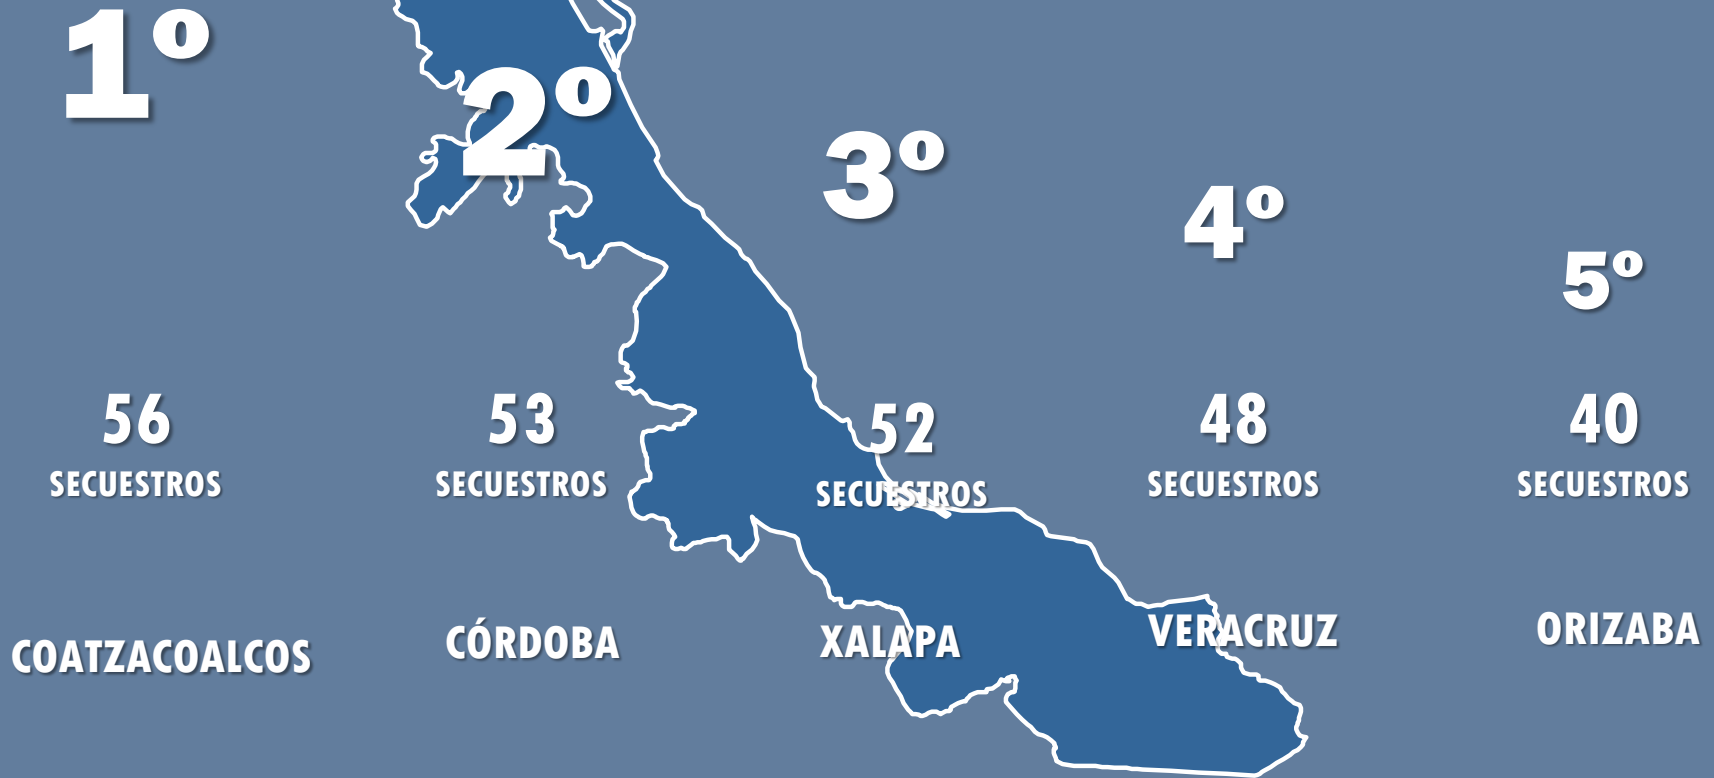 1º
2º
3º
4º
5º
56
SECUESTROS
53
SECUESTROS
52
SECUESTROS
48
SECUESTROS
40
SECUESTROS
COATZACOALCOS
CÓRDOBA
XALAPA
VERACRUZ
ORIZABA